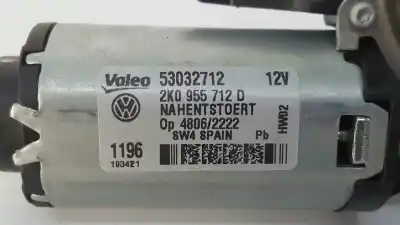 Valeo 53032712 12V
2K0 955 712 D
NAHENTSTOERT
Op 4806/2222
SW4 SPAIN Pb
HW02
1196
193421